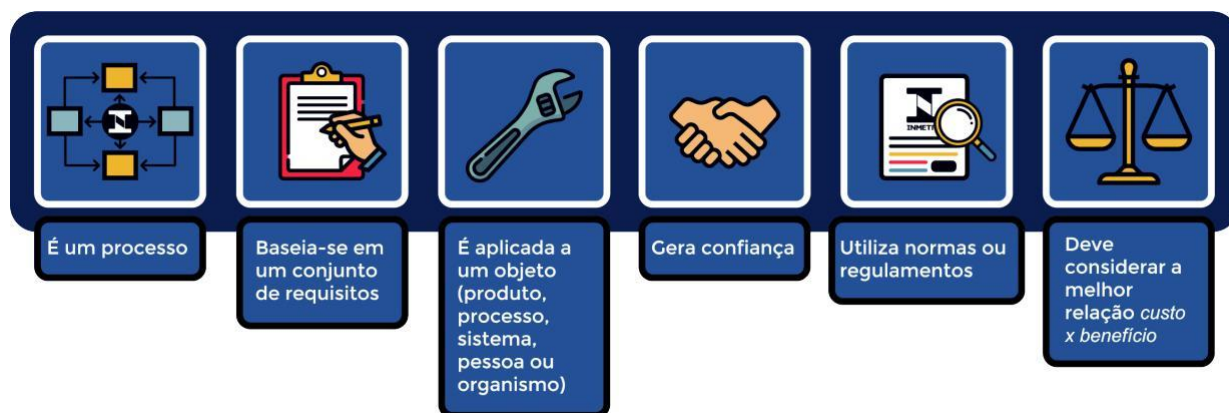 INMETR
É um processo
Baseia-se em
um conjunto
de requisitos
É aplicada a
um objeto
(produto,
processo,
sistema,
pessoa ou
organismo)
Gera confiança
Utiliza normas ou
regulamentos
Deve
considerar a
melhor
relação custo
x benefício